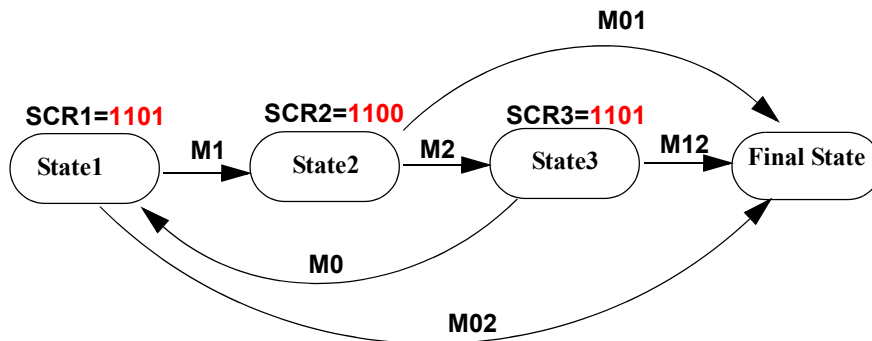 M01
SCR1=1101
SCR2=1100
SCR3=1101
State1
M1
State2
M2
State3
M12
Final State
M0
M02